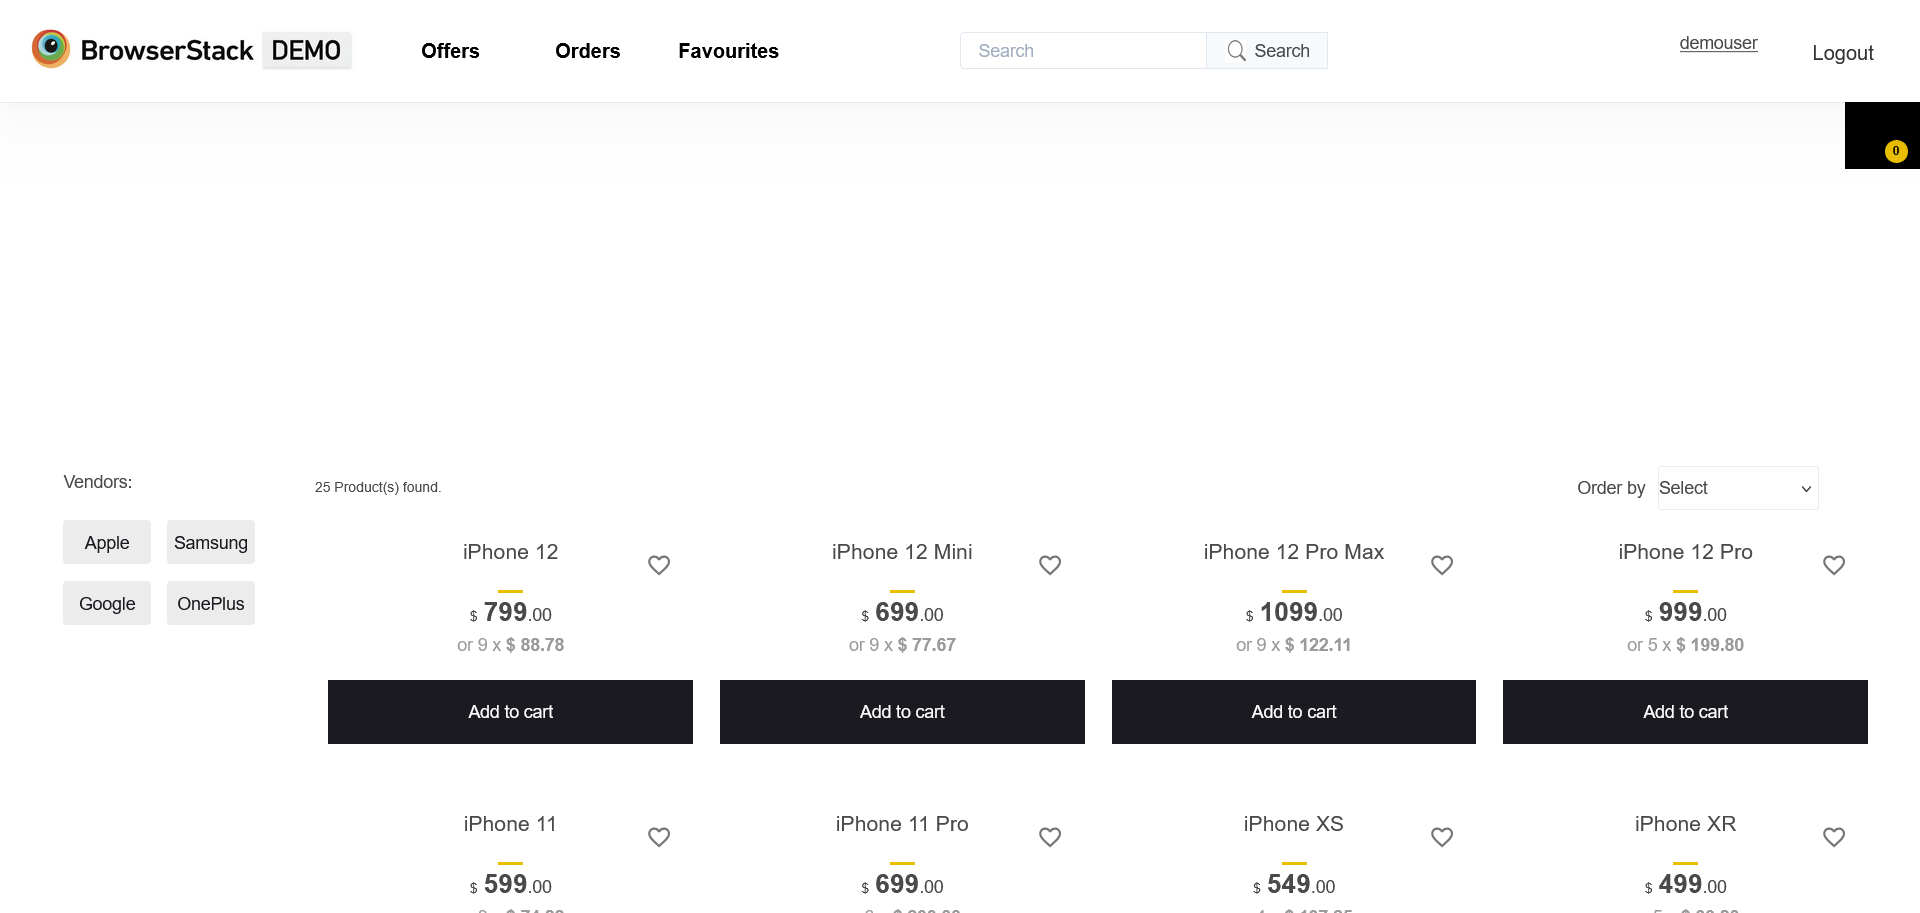 BrowserStack DEMO
Offers
Orders
Favourites
Search
Search
demouser
Logout
0
Vendors:
25 Product(s) found.
Order by
Select
Apple
Samsung
Google
OnePlus
iPhone 12
$ 799.00
or 9 x $ 88.78
Add to cart
iPhone 12 Mini
$ 699.00
or 9 x $ 77.67
Add to cart
iPhone 12 Pro Max
$ 1099.00
or 9 x $ 122.11
Add to cart
iPhone 12 Pro
$ 999.00
or 5 x $ 199.80
Add to cart
iPhone 11
$ 599.00
iPhone 11 Pro
$ 699.00
iPhone XS
$ 549.00
iPhone XR
$ 499.00